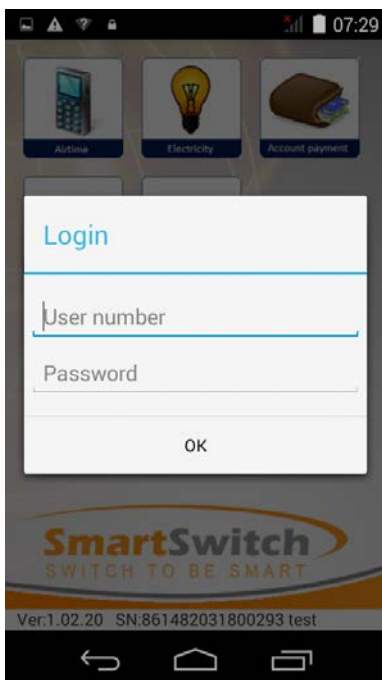 07:29
Airtime
Electricity
Account payment
Login
User number
Password
OK
SmartSwitch
SWITCH TO BE SMART
Ver:1.02.20 SN:861482031800293 test